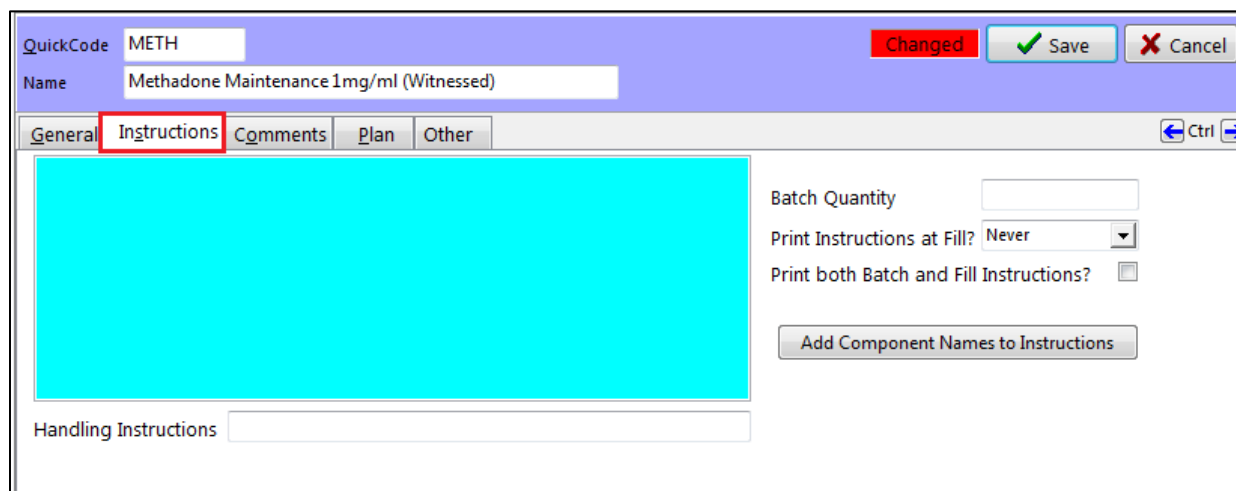 QuickCode METH Changed Save Cancel
Name Methadone Maintenance 1mg/ml (Witnessed)
General Instructions Comments Plan Other Ctrl
Batch Quantity
Print Instructions at Fill? Never
Print both Batch and Fill Instructions?
Add Component Names to Instructions
Handling Instructions